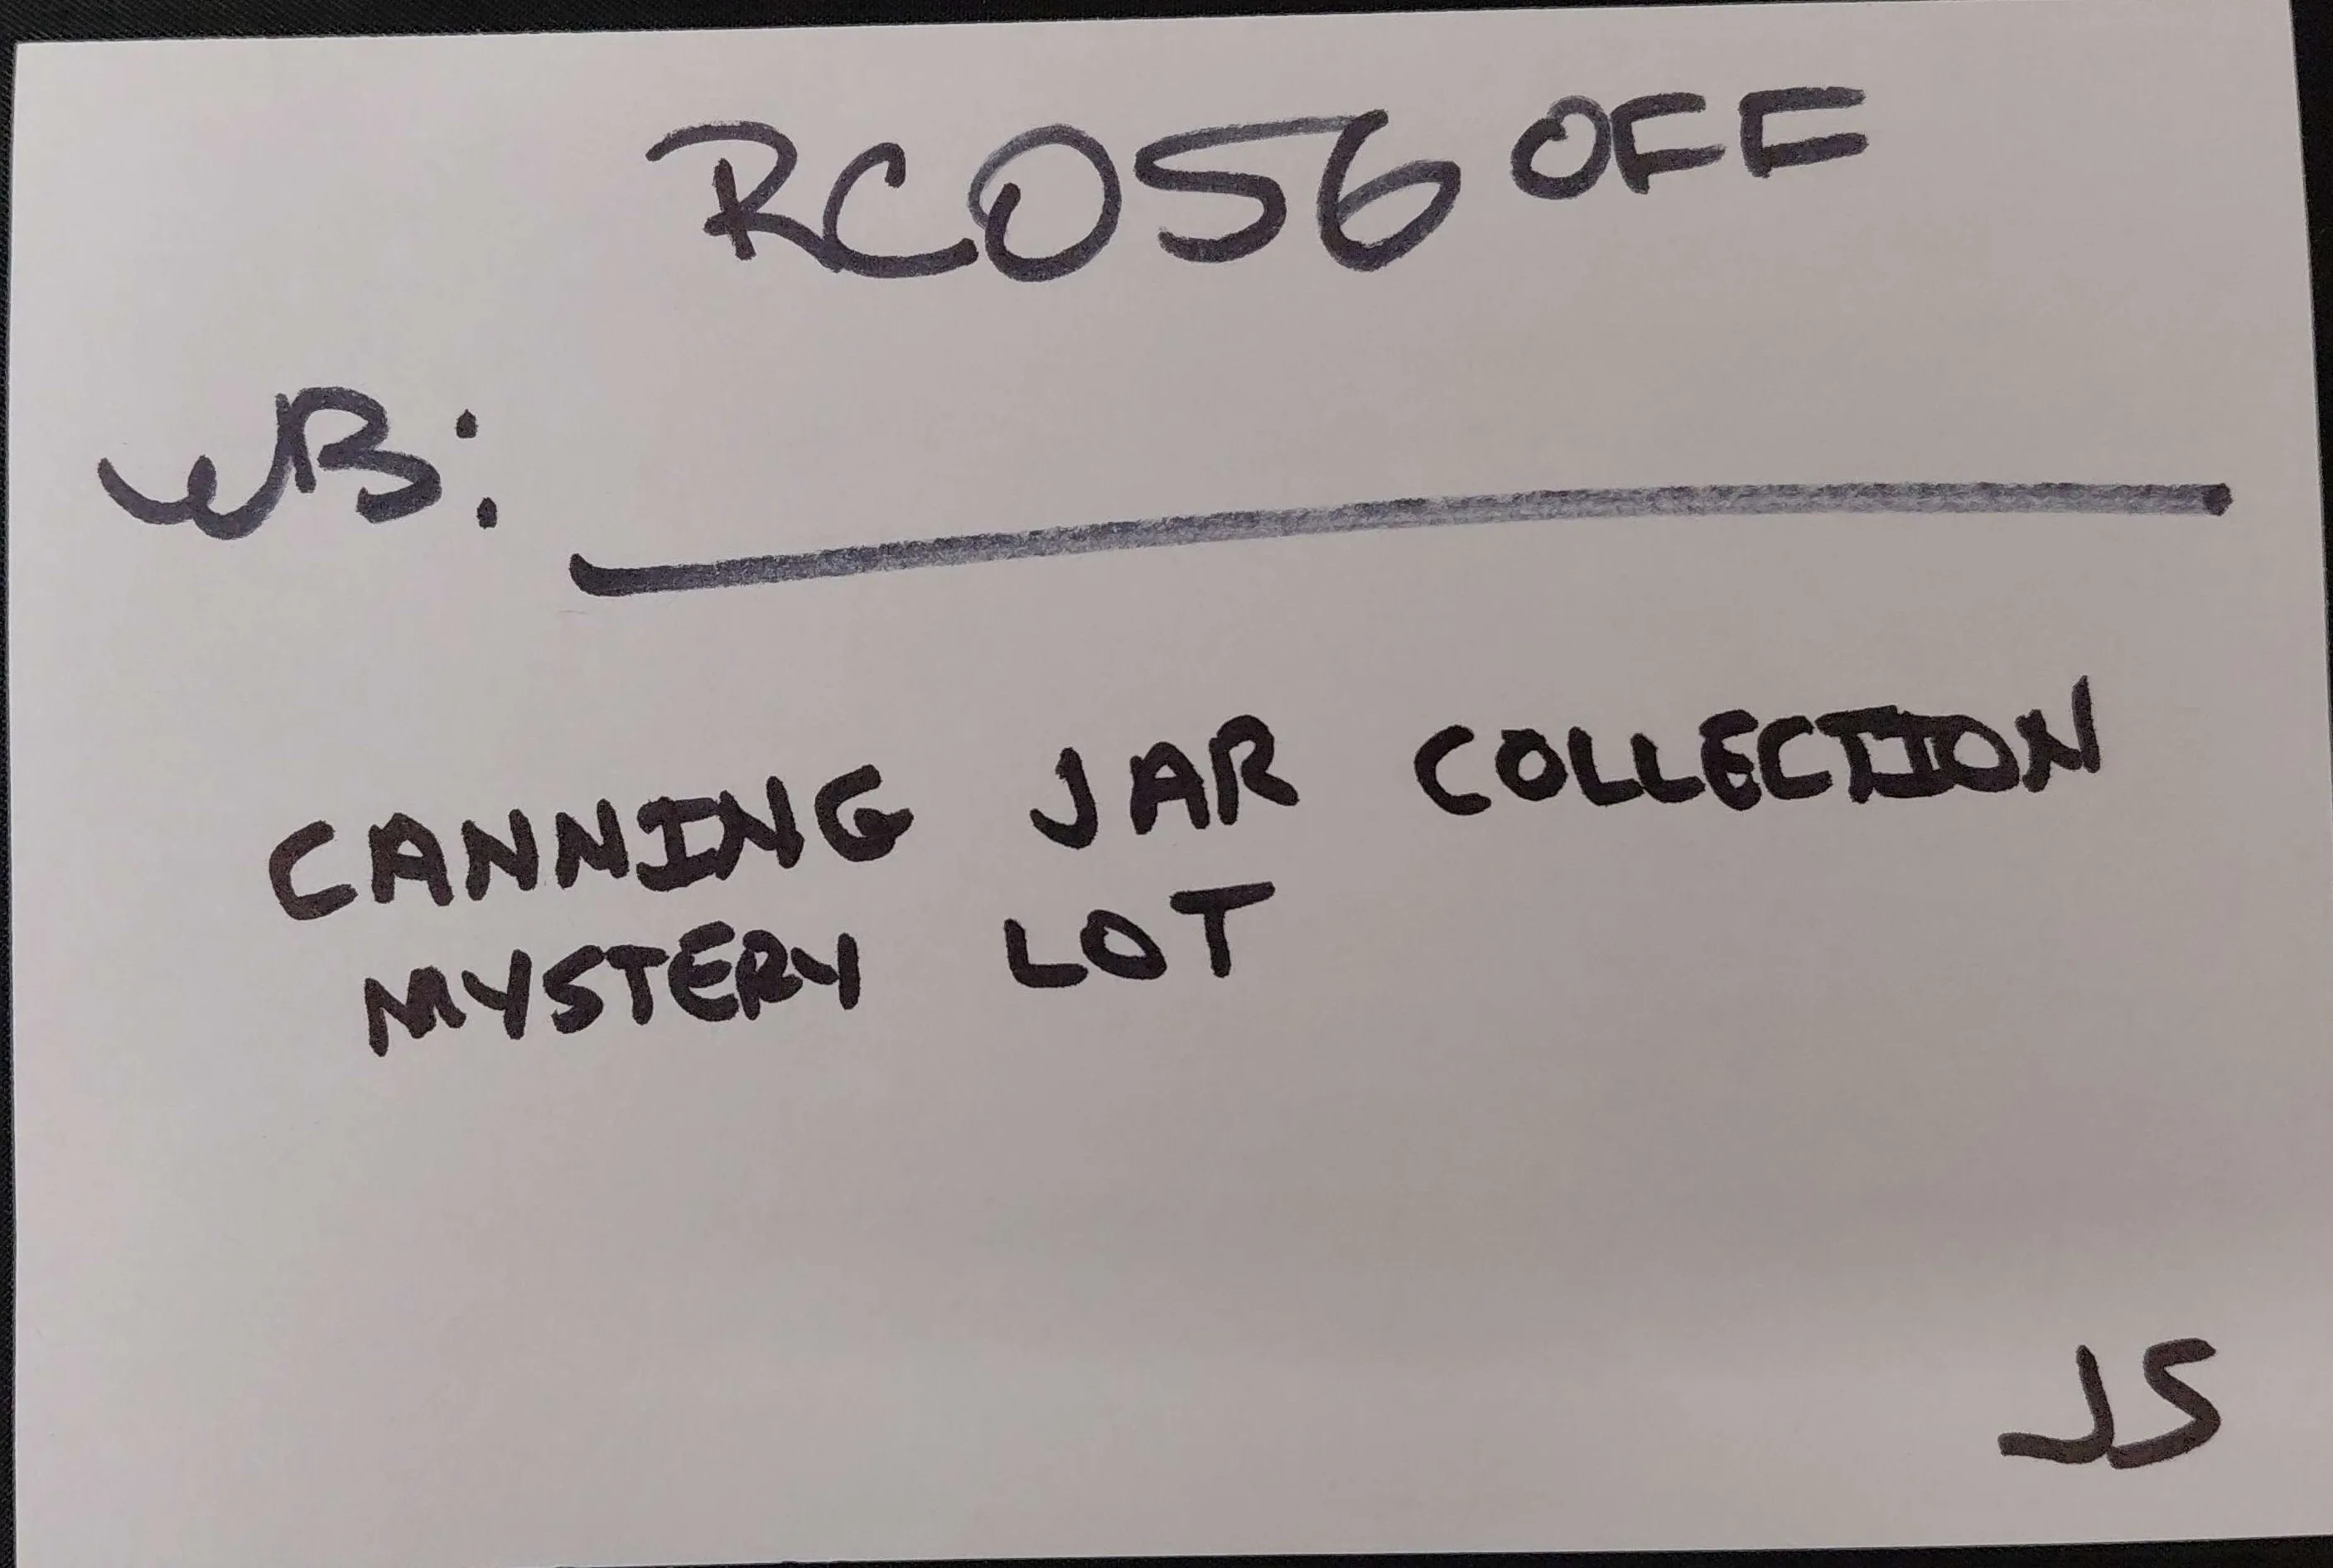 RC056 OFF
WB:
CANNING JAR COLLECTION
MYSTERY LOT
JS